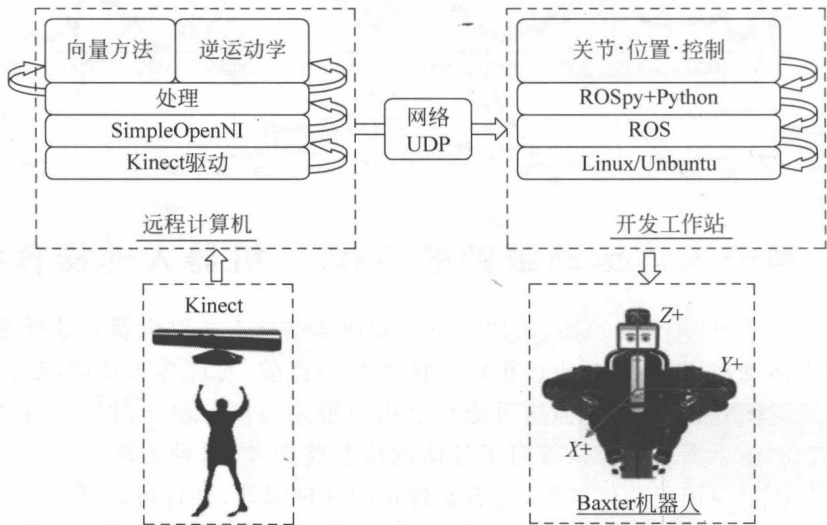 向量方法
逆运动学
处理
SimpleOpenNI
Kinect驱动
远程计算机
网络
UDP
关节·位置·控制
ROSpy+Python
ROS
Linux/Unbuntu
开发工作站
Kinect
Z+
Y+
X+
Baxter机器人